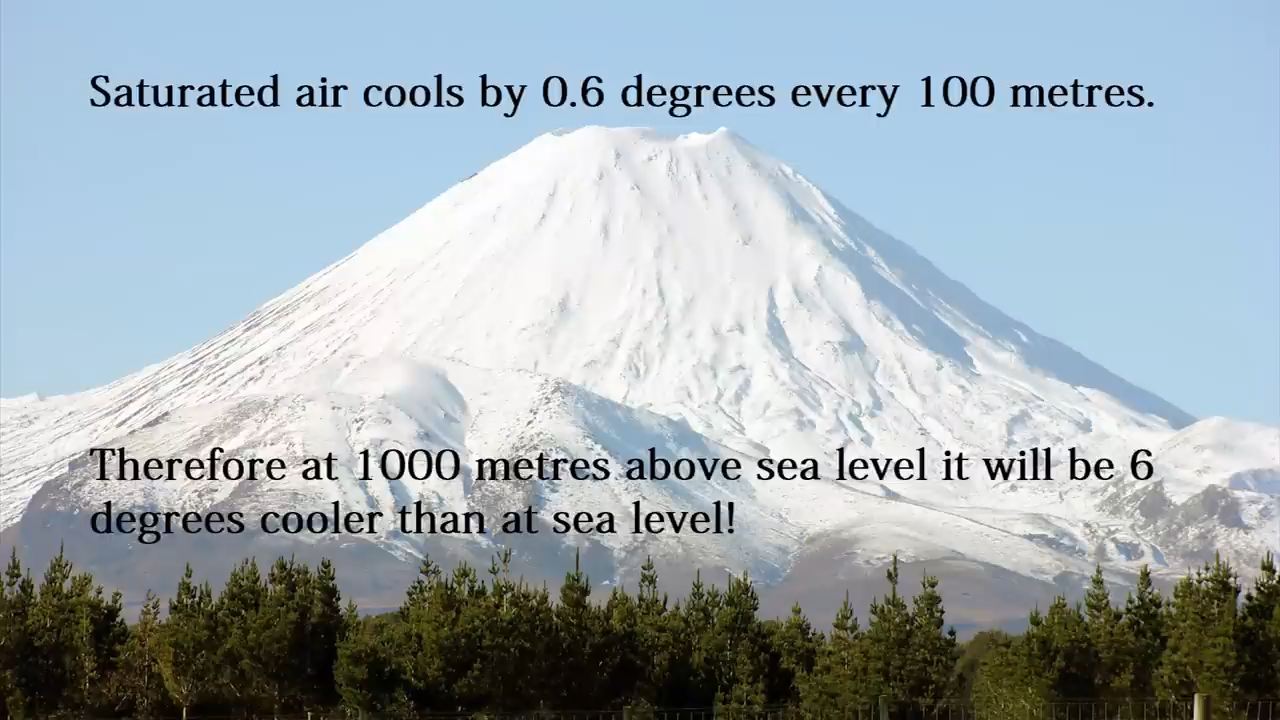 Saturated air cools by 0.6 degrees every 100 metres.
Therefore at 1000 metres above sea level it will be 6
degrees cooler than at sea level!